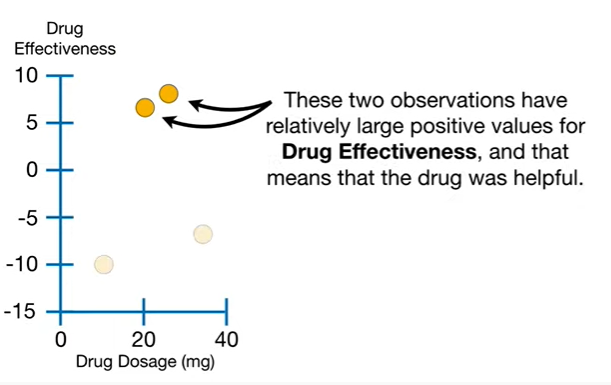 Drug
Effectiveness
10
5
0
-5
-10
-15
0
20
40
Drug Dosage (mg)
These two observations have
relatively large positive values for
Drug Effectiveness, and that
means that the drug was helpful.